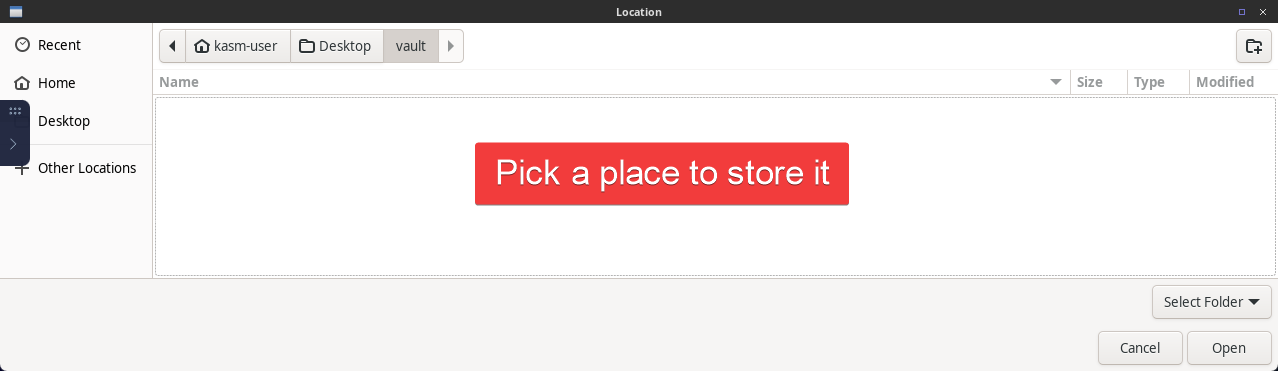 Location
Recent
Home
Desktop
Other Locations
kasm-user
Desktop
vault
Name
Size
Type
Modified
Pick a place to store it
Select Folder
Cancel
Open